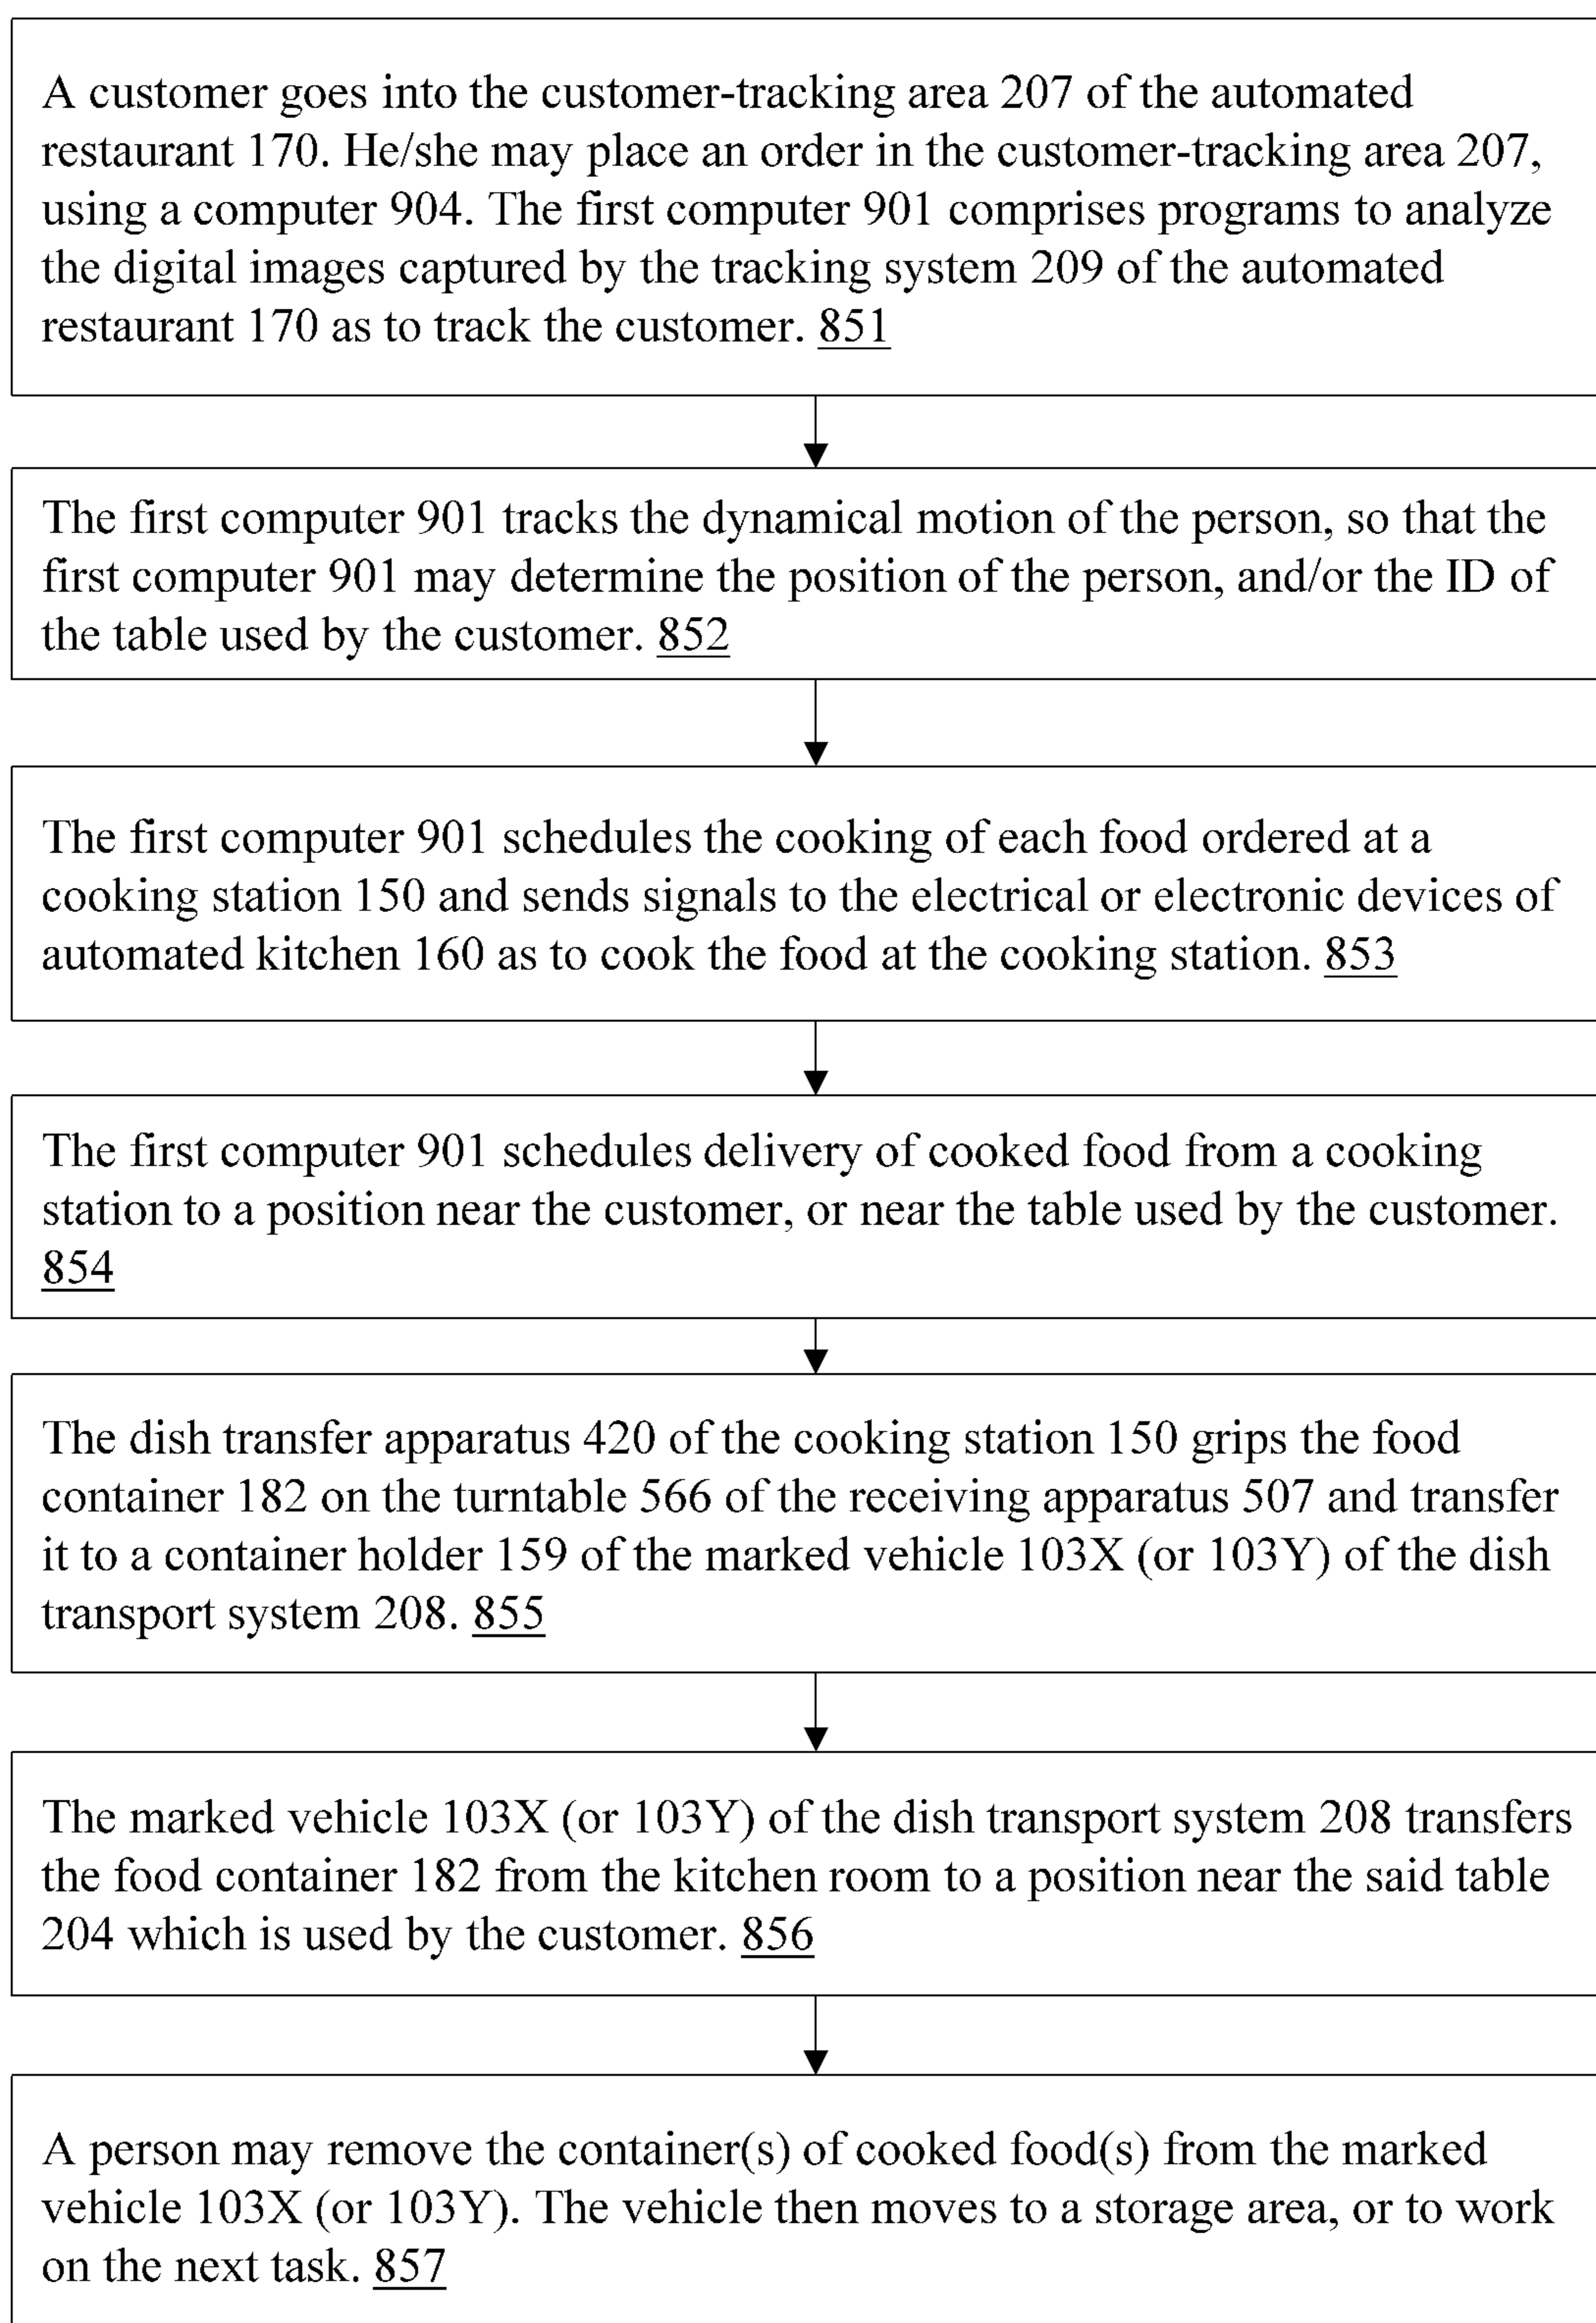 A customer goes into the customer-tracking area 207 of the automated
restaurant 170. He/she may place an order in the customer-tracking area 207,
using a computer 904. The first computer 901 comprises programs to analyze
the digital images captured by the tracking system 209 of the automated
restaurant 170 as to track the customer. 851
The first computer 901 tracks the dynamical motion of the person, so that the
first computer 901 may determine the position of the person, and/or the ID of
the table used by the customer. 852
The first computer 901 schedules the cooking of each food ordered at a
cooking station 150 and sends signals to the electrical or electronic devices of
automated kitchen 160 as to cook the food at the cooking station. 853
The first computer 901 schedules delivery of cooked food from a cooking
station to a position near the customer, or near the table used by the customer.
854
The dish transfer apparatus 420 of the cooking station 150 grips the food
container 182 on the turntable 566 of the receiving apparatus 507 and transfer
it to a container holder 159 of the marked vehicle 103X (or 103Y) of the dish
transport system 208. 855
The marked vehicle 103X (or 103Y) of the dish transport system 208 transfers
the food container 182 from the kitchen room to a position near the said table
204 which is used by the customer. 856
A person may remove the container(s) of cooked food(s) from the marked
vehicle 103X (or 103Y). The vehicle then moves to a storage area, or to work
on the next task. 857